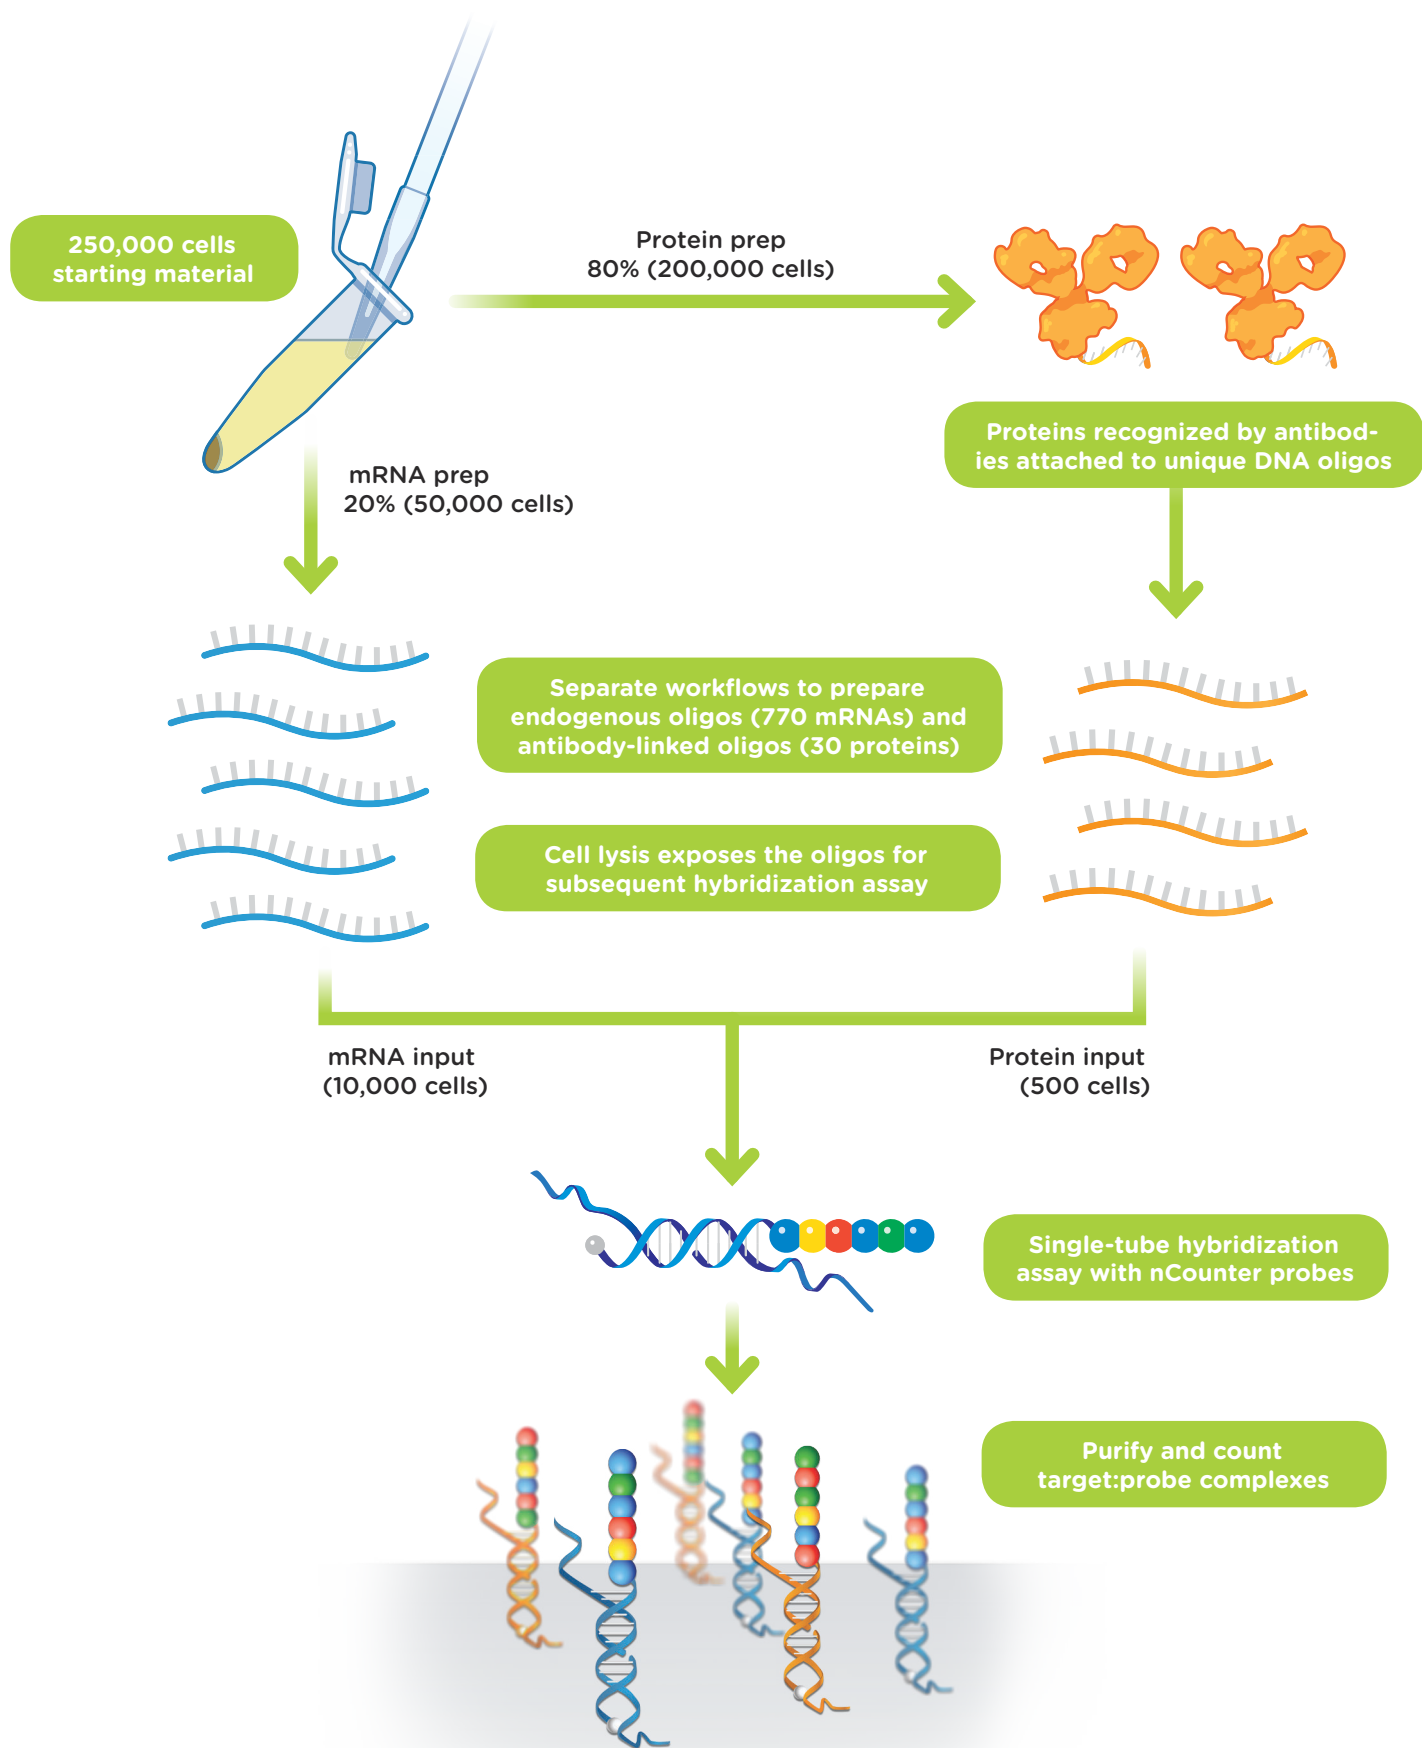 250,000 cells
starting material
Protein prep
80% (200,000 cells)
Proteins recognized by antibod-
ies attached to unique DNA oligos
mRNA prep
20% (50,000 cells)
Separate workflows to prepare
endogenous oligos (770 mRNAs) and
antibody-linked oligos (30 proteins)
Cell lysis exposes the oligos for
subsequent hybridization assay
mRNA input
(10,000 cells)
Protein input
(500 cells)
Single-tube hybridization
assay with nCounter probes
Purify and count
target:probe complexes